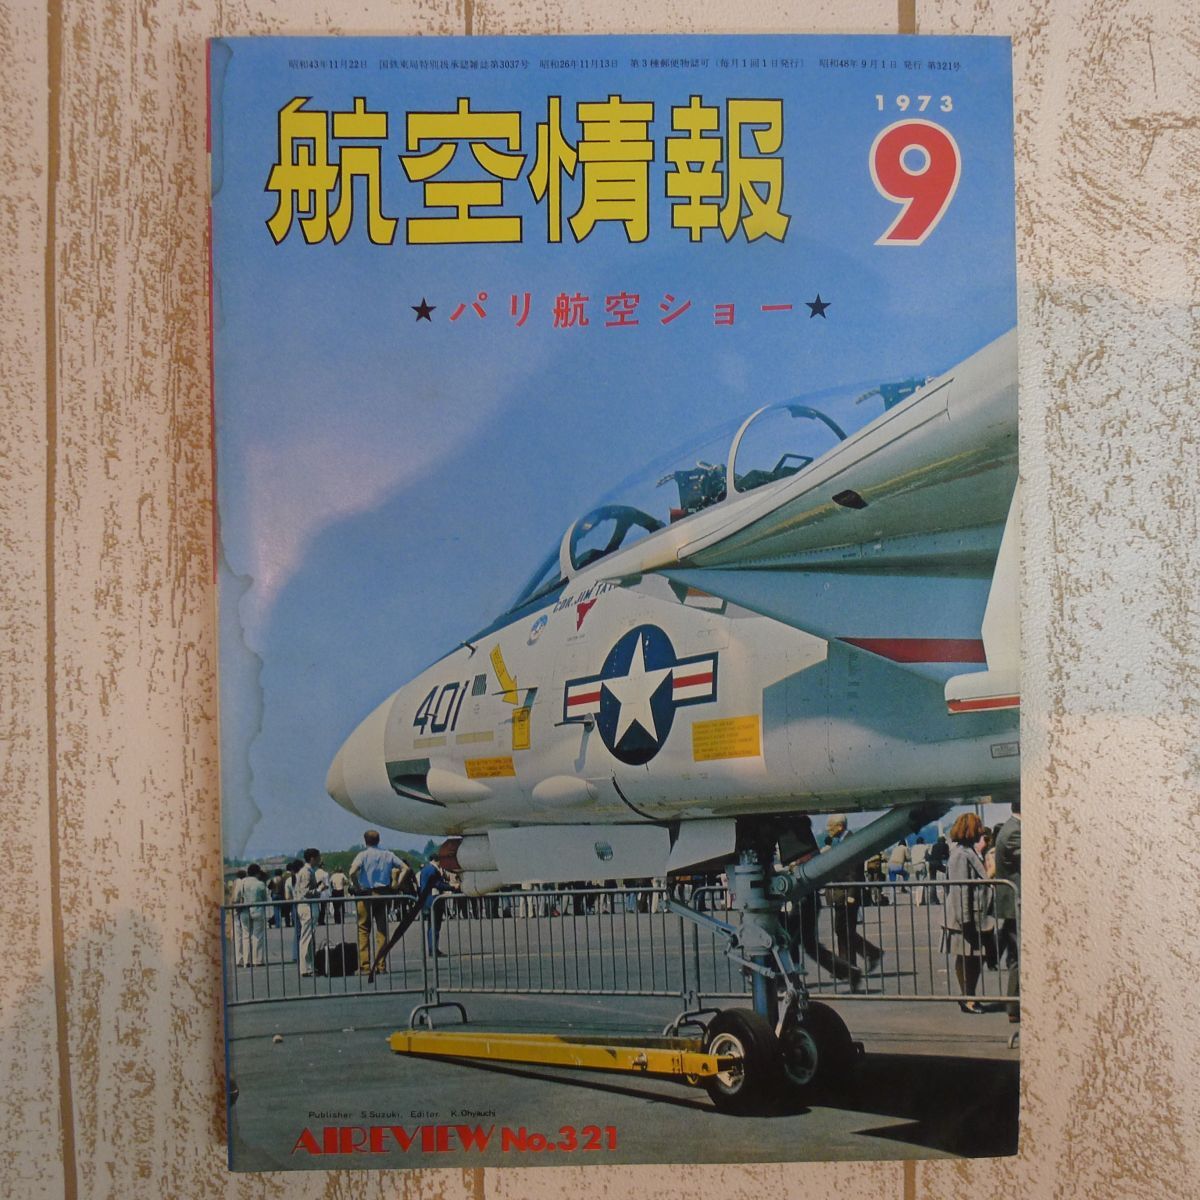 昭和43年11月22日 国鉄東局特別扱承認雑誌第3037号 昭和26年11月13日 第3種郵便物認可(毎月1回1日発行) 昭和48年9月1日 発行 第321号
航空情報
1973
9
★パリ航空ショー★
CDR. JIM TA
401
Publisher S.Suzuki, Editor K.Ohyauchi
AIREVIEW No.321